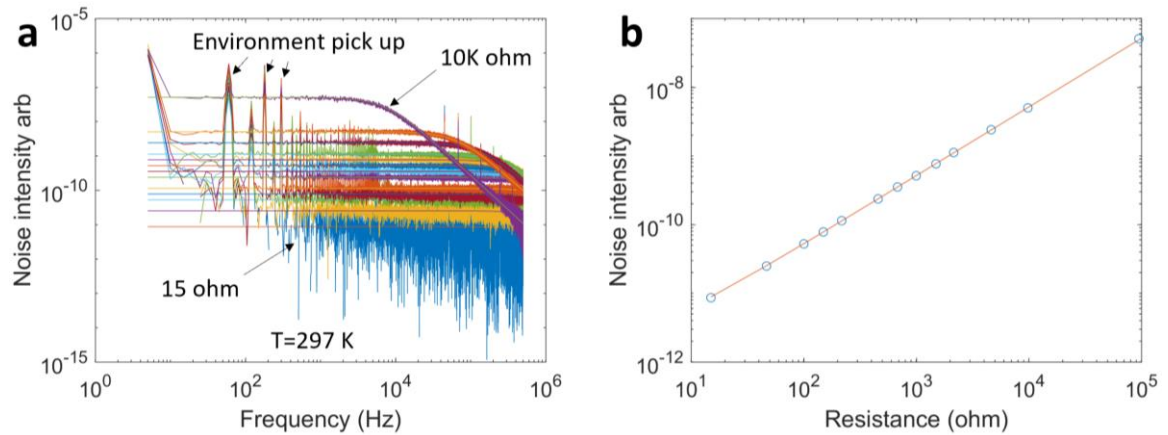 a
Environment pick up
10K ohm
15 ohm
T=297 K
Noise intensity arb
10⁻⁵
10⁻¹⁰
10⁻¹⁵
10⁰ 10² 10⁴ 10⁶
Frequency (Hz)
b
Noise intensity arb
10⁻⁸
10⁻¹⁰
10⁻¹²
10¹ 10² 10³ 10⁴ 10⁵
Resistance (ohm)